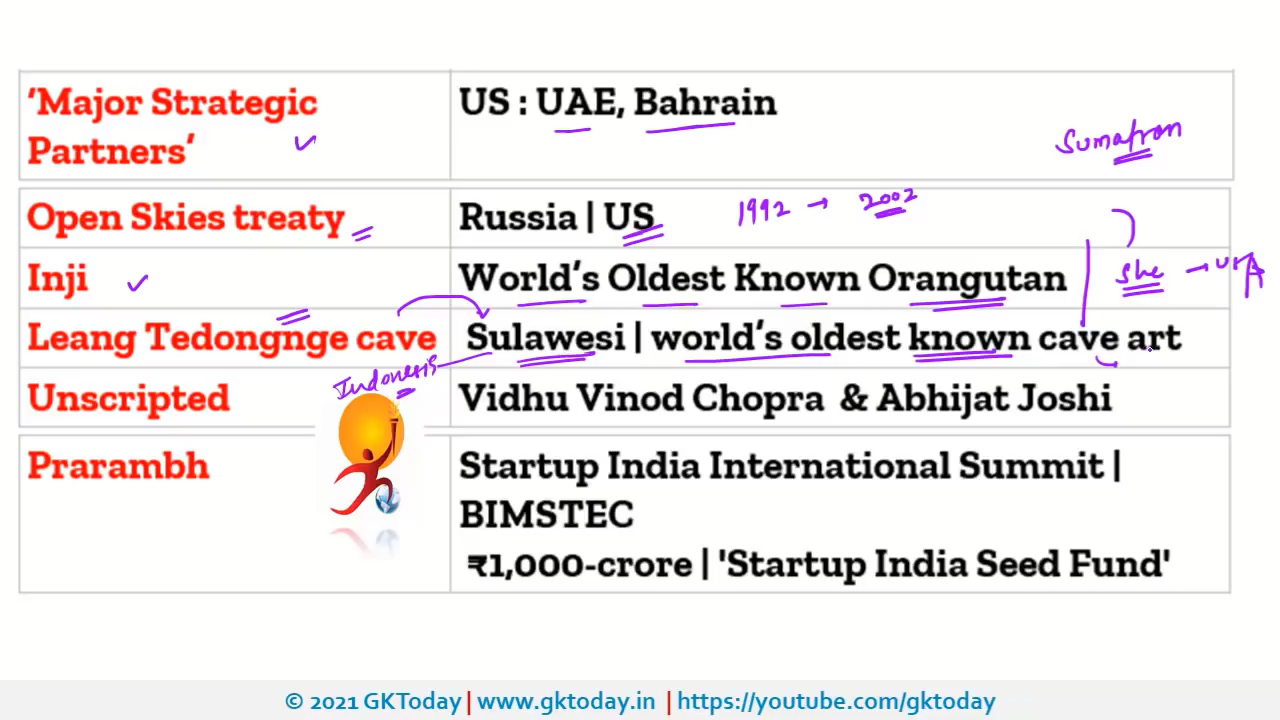 ‘Major Strategic Partners’
US : UAE, Bahrain
Sumatran
Open Skies treaty
Russia | US
1992 → 2002
Inji
World’s Oldest Known Orangutan
she → USA
Leang Tedongnge cave
Sulawesi | world’s oldest known cave art
Indonesia
Unscripted
Vidhu Vinod Chopra & Abhijat Joshi
Prarambh
Startup India International Summit |
BIMSTEC
₹1,000-crore | 'Startup India Seed Fund'
© 2021 GKToday | www.gktoday.in | https://youtube.com/gktoday